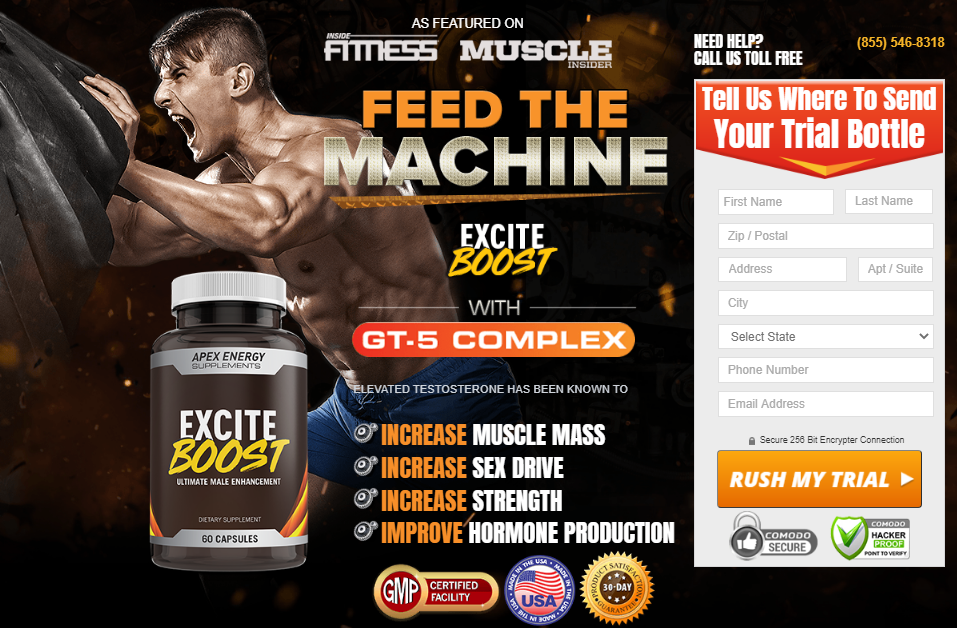 AS FEATURED ON
INSIDE
FITNESS
MUSCLE
INSIDER
FEED THE
MACHINE
EXCITE
BOOST
WITH
GT-5 COMPLEX
ELEVATED TESTOSTERONE HAS BEEN KNOWN TO
INCREASE MUSCLE MASS
INCREASE SEX DRIVE
INCREASE STRENGTH
IMPROVE HORMONE PRODUCTION
APEX ENERGY
SUPPLEMENTS
EXCITE
BOOST
ULTIMATE MALE ENHANCEMENT
DIETARY SUPPLEMENT
60 CAPSULES
GMP
CERTIFIED
FACILITY
MADE IN THE USA
USA
MADE IN THE USA
PRODUCT SATISFACTION
30-DAY
GUARANTEE
NEED HELP?
CALL US TOLL FREE
(855) 546-8318
Tell Us Where To Send
Your Trial Bottle
First Name
Last Name
Zip / Postal
Address
Apt / Suite
City
Select State
Phone Number
Email Address
Secure 256 Bit Encrypter Connection
RUSH MY TRIAL
COMODO
SECURE
COMODO
HACKER
PROOF
POINT TO VERIFY